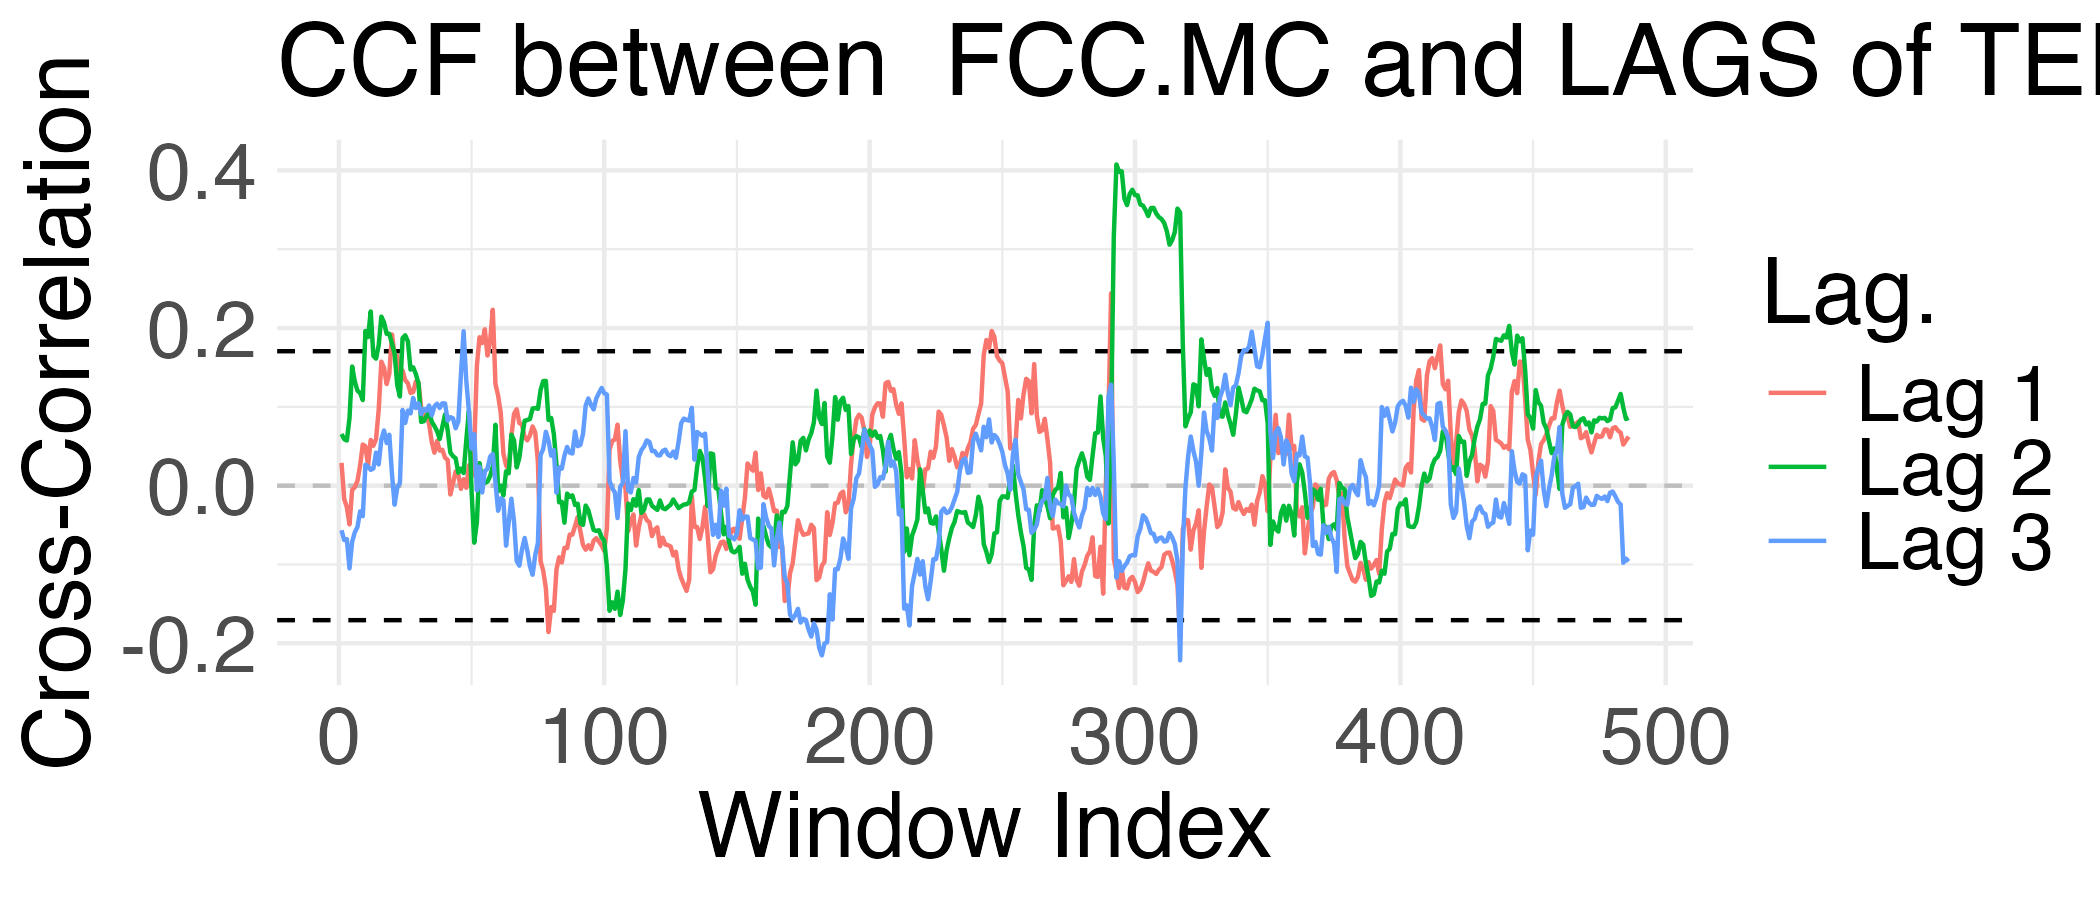 CCF between  FCC.MC and LAGS of
Cross-Correlation
0.4
0.2
0.0
-0.2
0 100 200 300 400 500
Window Index
Lag.
Lag 1
Lag 2
Lag 3